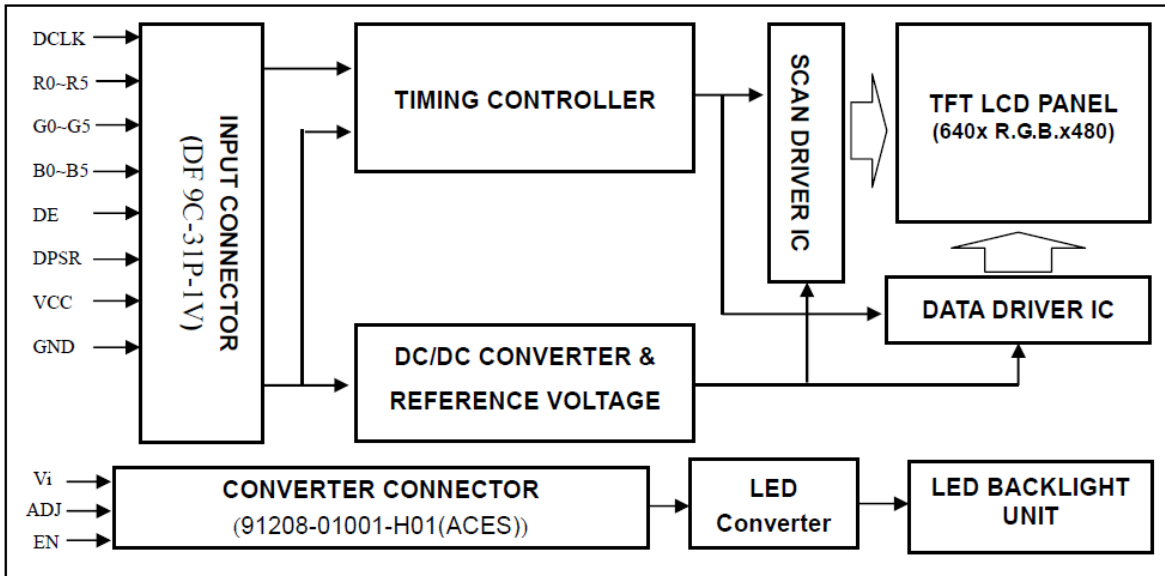 DCLK
R0~R5
G0~G5
B0~B5
DE
DPSR
VCC
GND
INPUT CONNECTOR
(DF 9C-31P-1V)
TIMING CONTROLLER
SCAN DRIVER IC
TFT LCD PANEL
(640x R.G.B.x480)
DATA DRIVER IC
DC/DC CONVERTER &
REFERENCE VOLTAGE
Vi
ADJ
EN
CONVERTER CONNECTOR
(91208-01001-H01(ACES))
LED
Converter
LED BACKLIGHT
UNIT